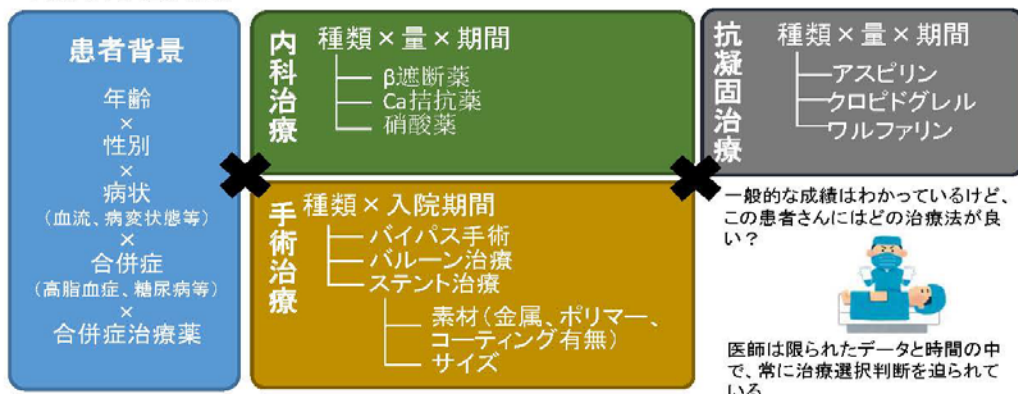 患者背景
年齢
×
性別
×
病状
（血流、病変状態等）
×
合併症
（高脂血症、糖尿病等）
×
合併症治療薬
内科治療
種類×量×期間
β遮断薬
Ca拮抗薬
硝酸薬
手術治療
種類×入院期間
バイパス手術
バルーン治療
ステント治療
素材（金属、ポリマー、
コーティング有無）
サイズ
抗凝固治療
種類×量×期間
アスピリン
クロピドグレル
ワルファリン
一般的な成績はわかっているけど、
この患者さんにはどの治療法が良
い？
医師は限られたデータと時間の中
で、常に治療選択判断を迫られて
いる